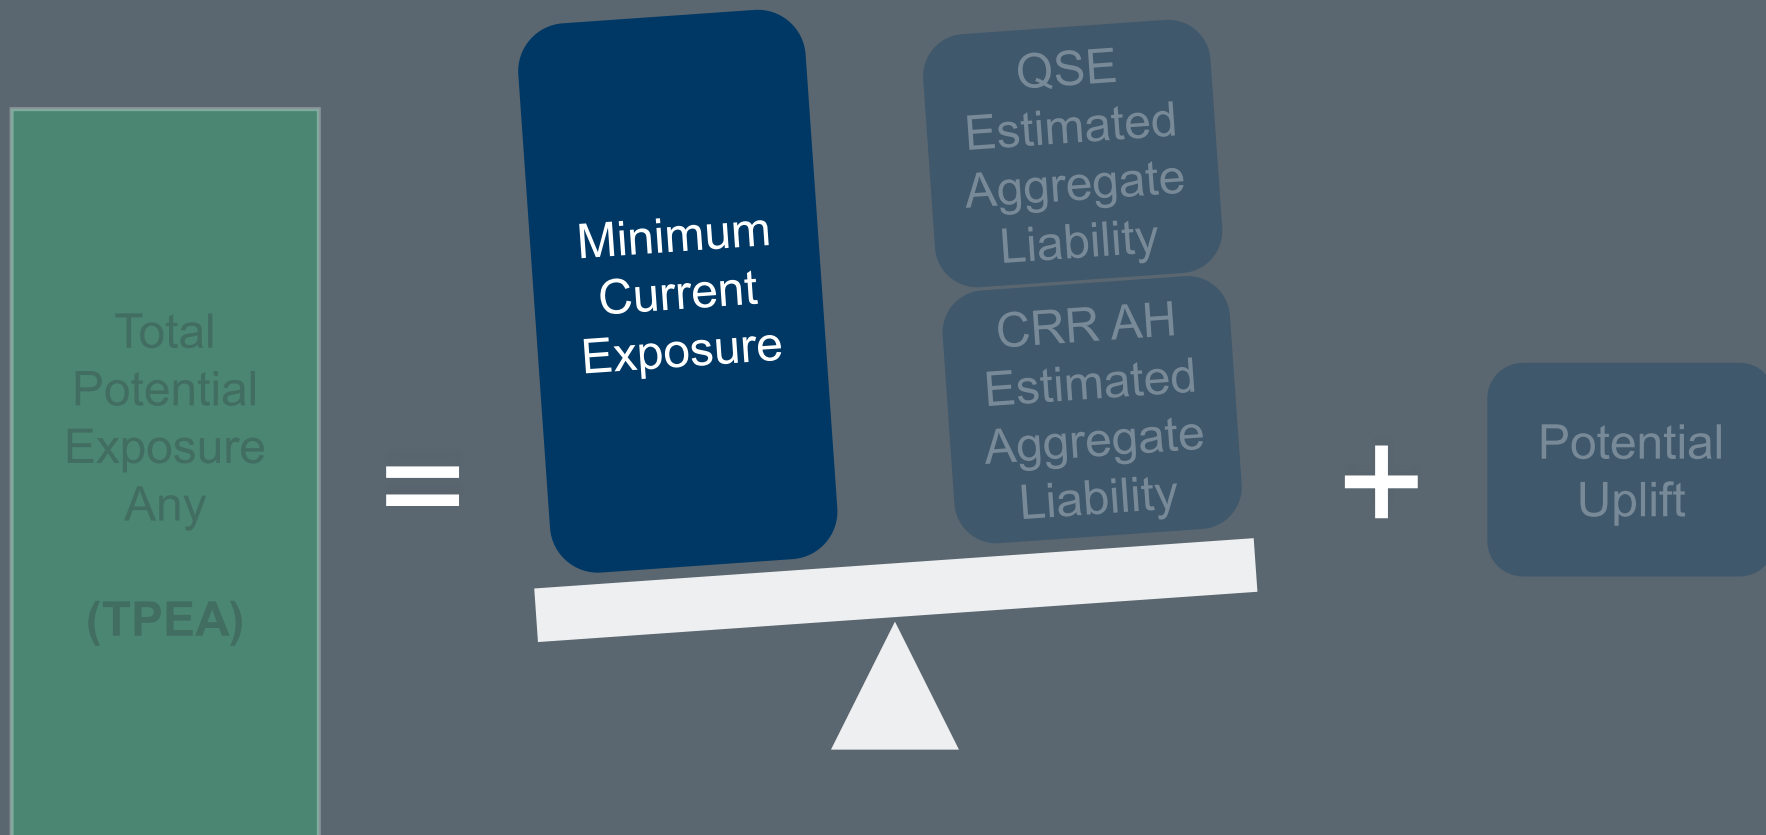 Total
Potential
Exposure
Any
(TPEA)
=
Minimum
Current
Exposure
QSE
Estimated
Aggregate
Liability
CRR AH
Estimated
Aggregate
Liability
+
Potential
Uplift